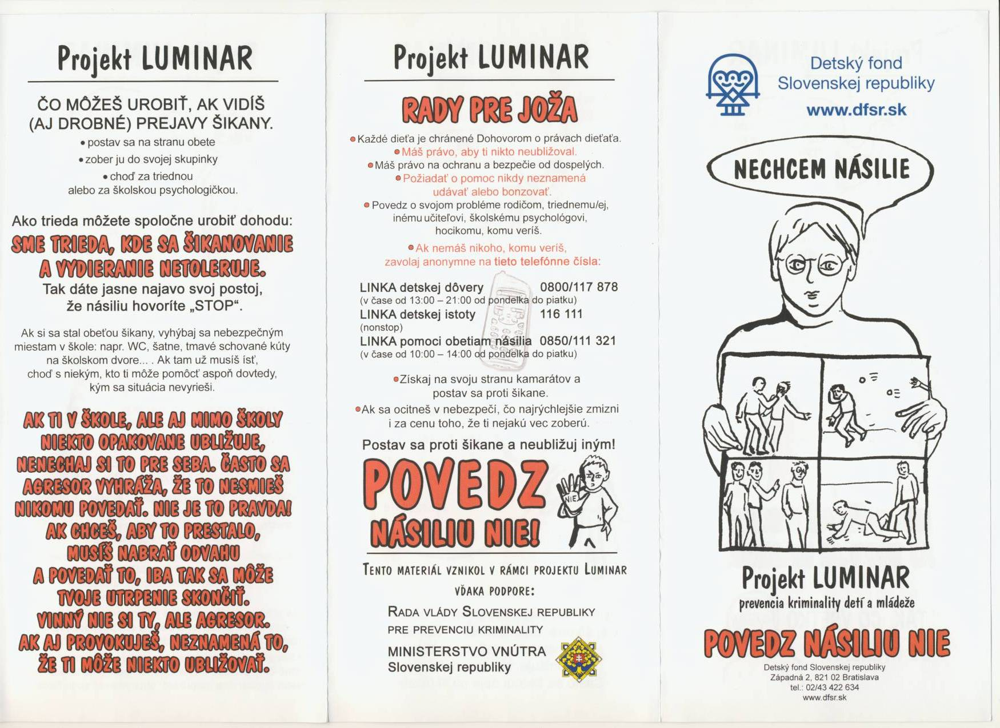 Projekt LUMINAR
ČO MÔŽEŠ UROBIŤ, AK VIDÍŠ
(AJ DROBNÉ) PREJAVY ŠIKANY.
• postav sa na stranu obete
• zober ju do svojej skupinky
• choď za triednou
alebo za školskou psychologičkou.
Ako trieda môžete spoločne urobiť dohodu:
SME TRIEDA, KDE SA ŠIKANOVANIE
A VYDIERANIE NETOLERUJE.
Tak dáte jasne najavo svoj postoj,
že násiliu hovoríte „STOP“.
Ak si sa stal obeťou šikany, vyhýbaj sa nebezpečným
miestam v škole: napr. WC, šatne, tmavé schované kúty
na školskom dvore... . Ak tam už musíš ísť,
choď s niekým, kto ti môže pomôcť aspoň dovtedy,
kým sa situácia nevyrieši.
AK TI V ŠKOLE, ALE AJ MIMO ŠKOLY
NIEKTO OPAKOVANE UBLIŽUJE,
NENECHAJ SI TO PRE SEBA. ČASTO SA
AGRESOR VYHRÁŽA, ŽE TO NESMIEŠ
NIKOMU POVEDAŤ. NIE JE TO PRAVDA!
AK CHCEŠ, ABY TO PRESTALO,
MUSÍŠ NABRAŤ ODVAHU
A POVEDAŤ TO, IBA TAK SA MÔŽE
TVOJE UTRPENIE SKONČIŤ.
VINNÝ NIE SI TY, ALE AGRESOR.
AK AJ PROVOKUJEŠ, NEZNAMENÁ TO,
ŽE TI MÔŽE NIEKTO UBLIŽOVAŤ.
Projekt LUMINAR
RADY PRE JOŽA
• Každé dieťa je chránené Dohovorom o právach dieťaťa.
• Máš právo, aby ti nikto neubližoval.
• Máš právo na ochranu a bezpečie od dospelých.
• Požiadať o pomoc nikdy neznamená
udávať alebo bonzovať.
• Povedz o svojom probléme rodičom, triednemu/ej,
inému učiteľovi, školskému psychológovi,
hocikomu, komu veríš.
• Ak nemáš nikoho, komu veríš,
zavolaj anonymne na tieto telefónne čísla:
LINKA detskej dôvery 0800/117 878
(v čase od 13:00 – 21:00 od pondelka do piatku)
LINKA detskej istoty 116 111
(nonstop)
LINKA pomoci obetiam násilia 0850/111 321
(v čase od 10:00 – 14:00 od pondelka do piatku)
• Získaj na svoju stranu kamarátov a
postav sa proti šikane.
• Ak sa ocitneš v nebezpečí, čo najrýchlejšie zmizni
i za cenu toho, že ti nejakú vec zoberú.
Postav sa proti šikane a neubližuj iným!
POVEDZ
NÁSILIU NIE!
NIE
TENTO MATERIÁL VZNIKOL V RÁMCI PROJEKTU LUMINAR
VĎAKA PODPORE:
RADA VLÁDY SLOVENSKEJ REPUBLIKY
PRE PREVENCIU KRIMINALITY
MINISTERSTVO VNÚTRA
Slovenskej republiky
Detský fond
Slovenskej republiky
www.dfsr.sk
NECHCEM NÁSILIE
Projekt LUMINAR
prevencia kriminality detí a mládeže
POVEDZ NÁSILIU NIE
Detský fond Slovenskej republiky
Západná 2, 821 02 Bratislava
tel.: 02/43 422 634
www.dfsr.sk